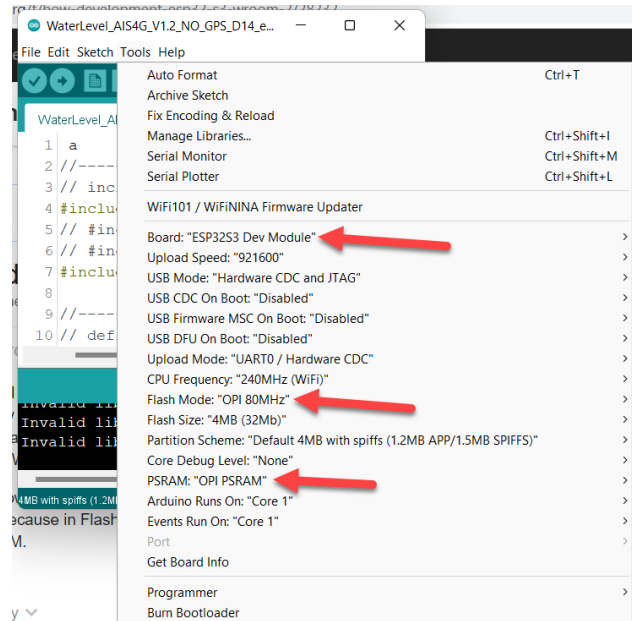 WaterLevel_AIS4G_V1.2_NO_GPS_D14_e...
File Edit Sketch Tools Help
WaterLevel_AI
1 a
2 //----
3 // inc
4 #inclu
5 // #in
6 // #in
7 #inclu
8
9 //----
10 // def
Invalid lib
Invalid lib
Invalid lib
4MB with spiffs (1.2M
ecause in Flash
M.
Auto Format Ctrl+T
Archive Sketch
Fix Encoding & Reload
Manage Libraries... Ctrl+Shift+I
Serial Monitor Ctrl+Shift+M
Serial Plotter Ctrl+Shift+L
WiFi101 / WiFiNINA Firmware Updater
Board: "ESP32S3 Dev Module"
Upload Speed: "921600"
USB Mode: "Hardware CDC and JTAG"
USB CDC On Boot: "Disabled"
USB Firmware MSC On Boot: "Disabled"
USB DFU On Boot: "Disabled"
Upload Mode: "UART0 / Hardware CDC"
CPU Frequency: "240MHz (WiFi)"
Flash Mode: "OPI 80MHz"
Flash Size: "4MB (32Mb)"
Partition Scheme: "Default 4MB with spiffs (1.2MB APP/1.5MB SPIFFS)"
Core Debug Level: "None"
PSRAM: "OPI PSRAM"
Arduino Runs On: "Core 1"
Events Run On: "Core 1"
Port
Get Board Info
Programmer
Burn Bootloader